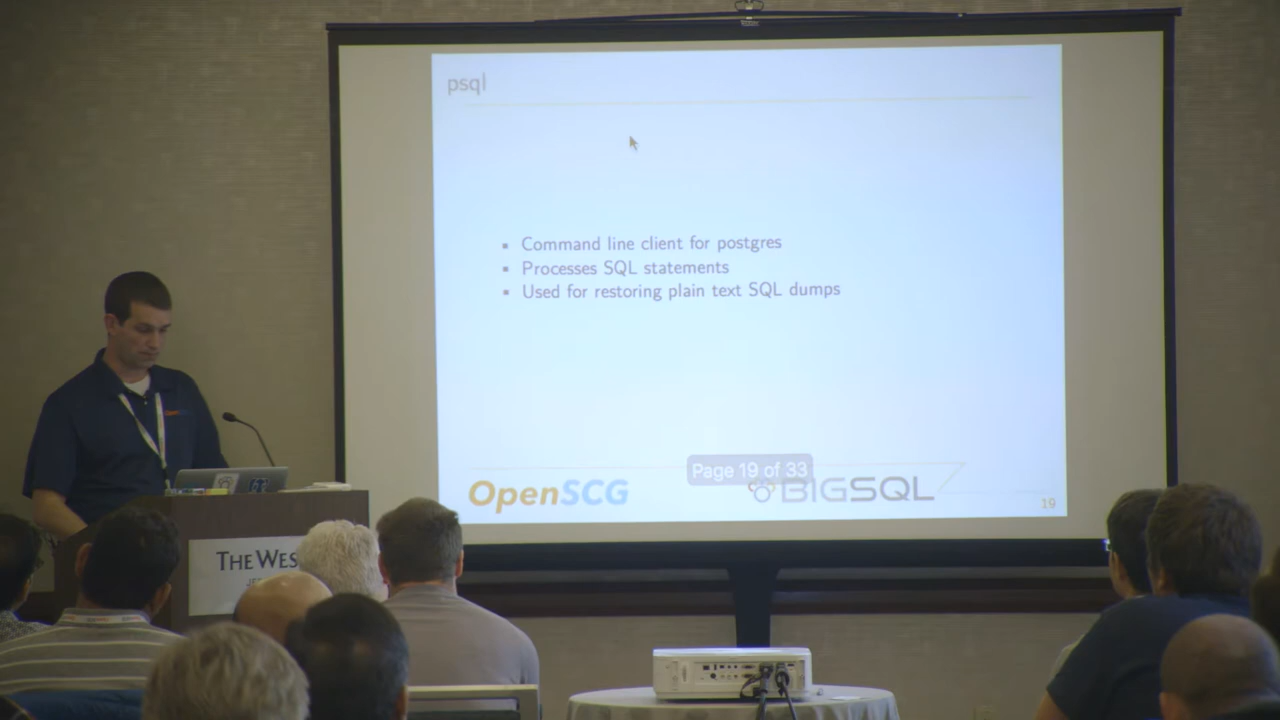 psql
Command line client for postgres
Processes SQL statements
Used for restoring plain text SQL dumps
Page 19 of 33
OpenSCG
BIGSQL
19
THE WES